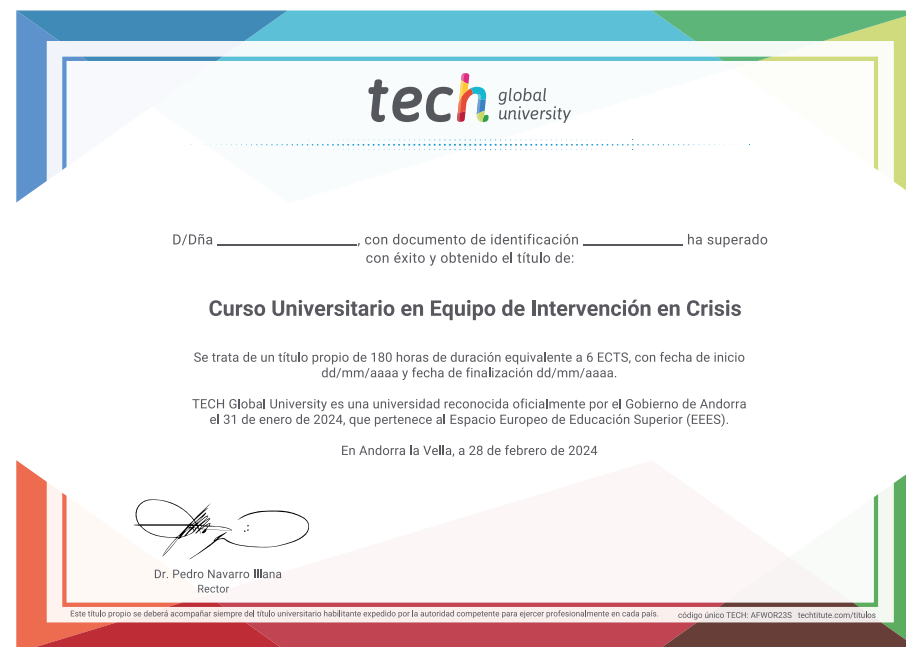 tech global university
D/Dña ____________________, con documento de identificación ______________ ha superado
con éxito y obtenido el título de:
Curso Universitario en Equipo de Intervención en Crisis
Se trata de un título propio de 180 horas de duración equivalente a 6 ECTS, con fecha de inicio
dd/mm/aaaa y fecha de finalización dd/mm/aaaa.
TECH Global University es una universidad reconocida oficialmente por el Gobierno de Andorra
el 31 de enero de 2024, que pertenece al Espacio Europeo de Educación Superior (EEES).
En Andorra la Vella, a 28 de febrero de 2024
Dr. Pedro Navarro Illana
Rector
Este título propio se deberá acompañar siempre del título universitario habilitante expedido por la autoridad competente para ejercer profesionalmente en cada país.
código único TECH: AFWOR23S techtitute.com/titulos